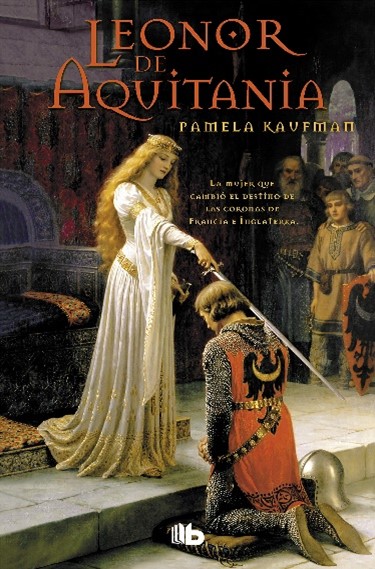 LEONOR
DE
AQUITANIA
PAMELA KAUFMAN
LA MUJER QUE
CAMBIÓ EL DESTINO DE
LAS CORONAS DE
FRANCIA E INGLATERRA.
b